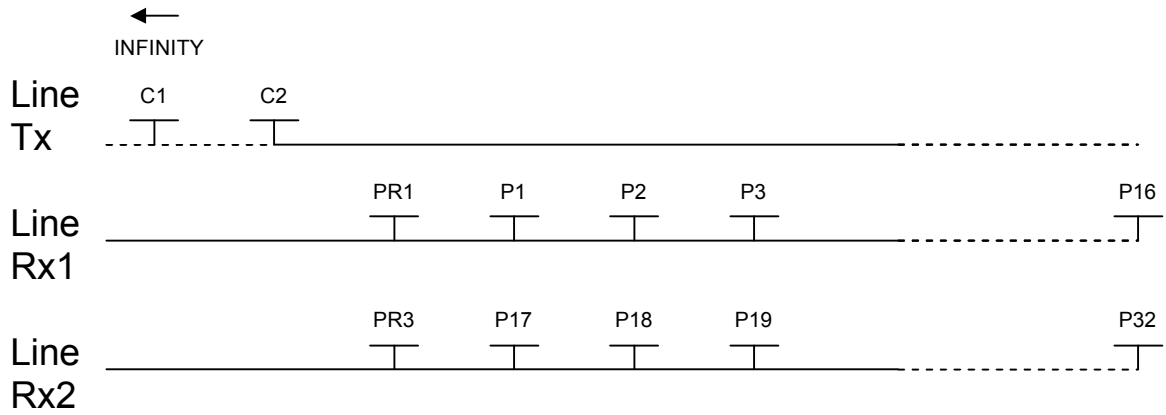 INFINITY
Line Tx
C1 C2
Line Rx1
PR1 P1 P2 P3 P16
Line Rx2
PR3 P17 P18 P19 P32